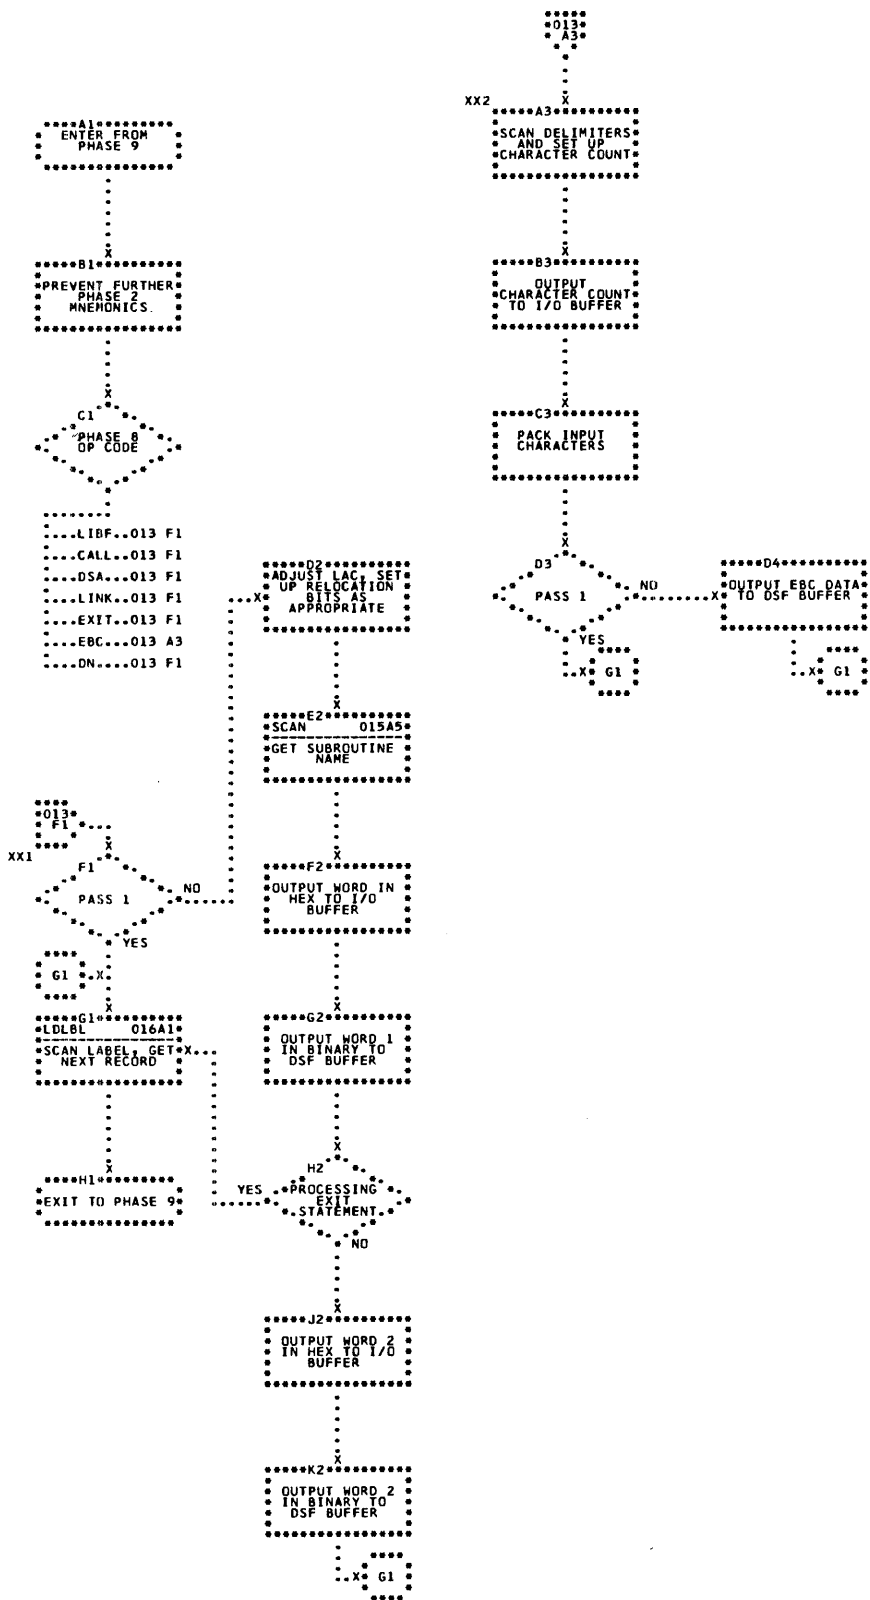 013
A3
XX2
A3
SCAN DELIMITERS
AND SET UP
CHARACTER COUNT
B3
OUTPUT
CHARACTER COUNT
TO I/O BUFFER
C3
PACK INPUT
CHARACTERS
D3
PASS 1
NO
YES
G1
D4
OUTPUT EBC DATA
TO DSF BUFFER
G1
A1
ENTER FROM
PHASE 9
B1
PREVENT FURTHER
PHASE 2
MNEMONICS.
C1
PHASE 8
OP CODE
....LIBF..013 F1
....CALL..013 F1
....DSA...013 F1
....LINK..013 F1
....EXIT..013 F1
....EBC...013 A3
....DN....013 F1
013
F1
XX1
F1
PASS 1
NO
YES
G1
G1
LDLBL 016A1
SCAN LABEL, GET
NEXT RECORD
H1
EXIT TO PHASE 9
D2
ADJUST LAC, SET
UP RELOCATION
BITS AS
APPROPRIATE
E2
SCAN 015A5
GET SUBROUTINE
NAME
F2
OUTPUT WORD IN
HEX TO I/O
BUFFER
G2
OUTPUT WORD 1
IN BINARY TO
DSF BUFFER
H2
PROCESSING
EXIT
STATEMENT
YES
NO
J2
OUTPUT WORD 2
IN HEX TO I/O
BUFFER
K2
OUTPUT WORD 2
IN BINARY TO
DSF BUFFER
G1